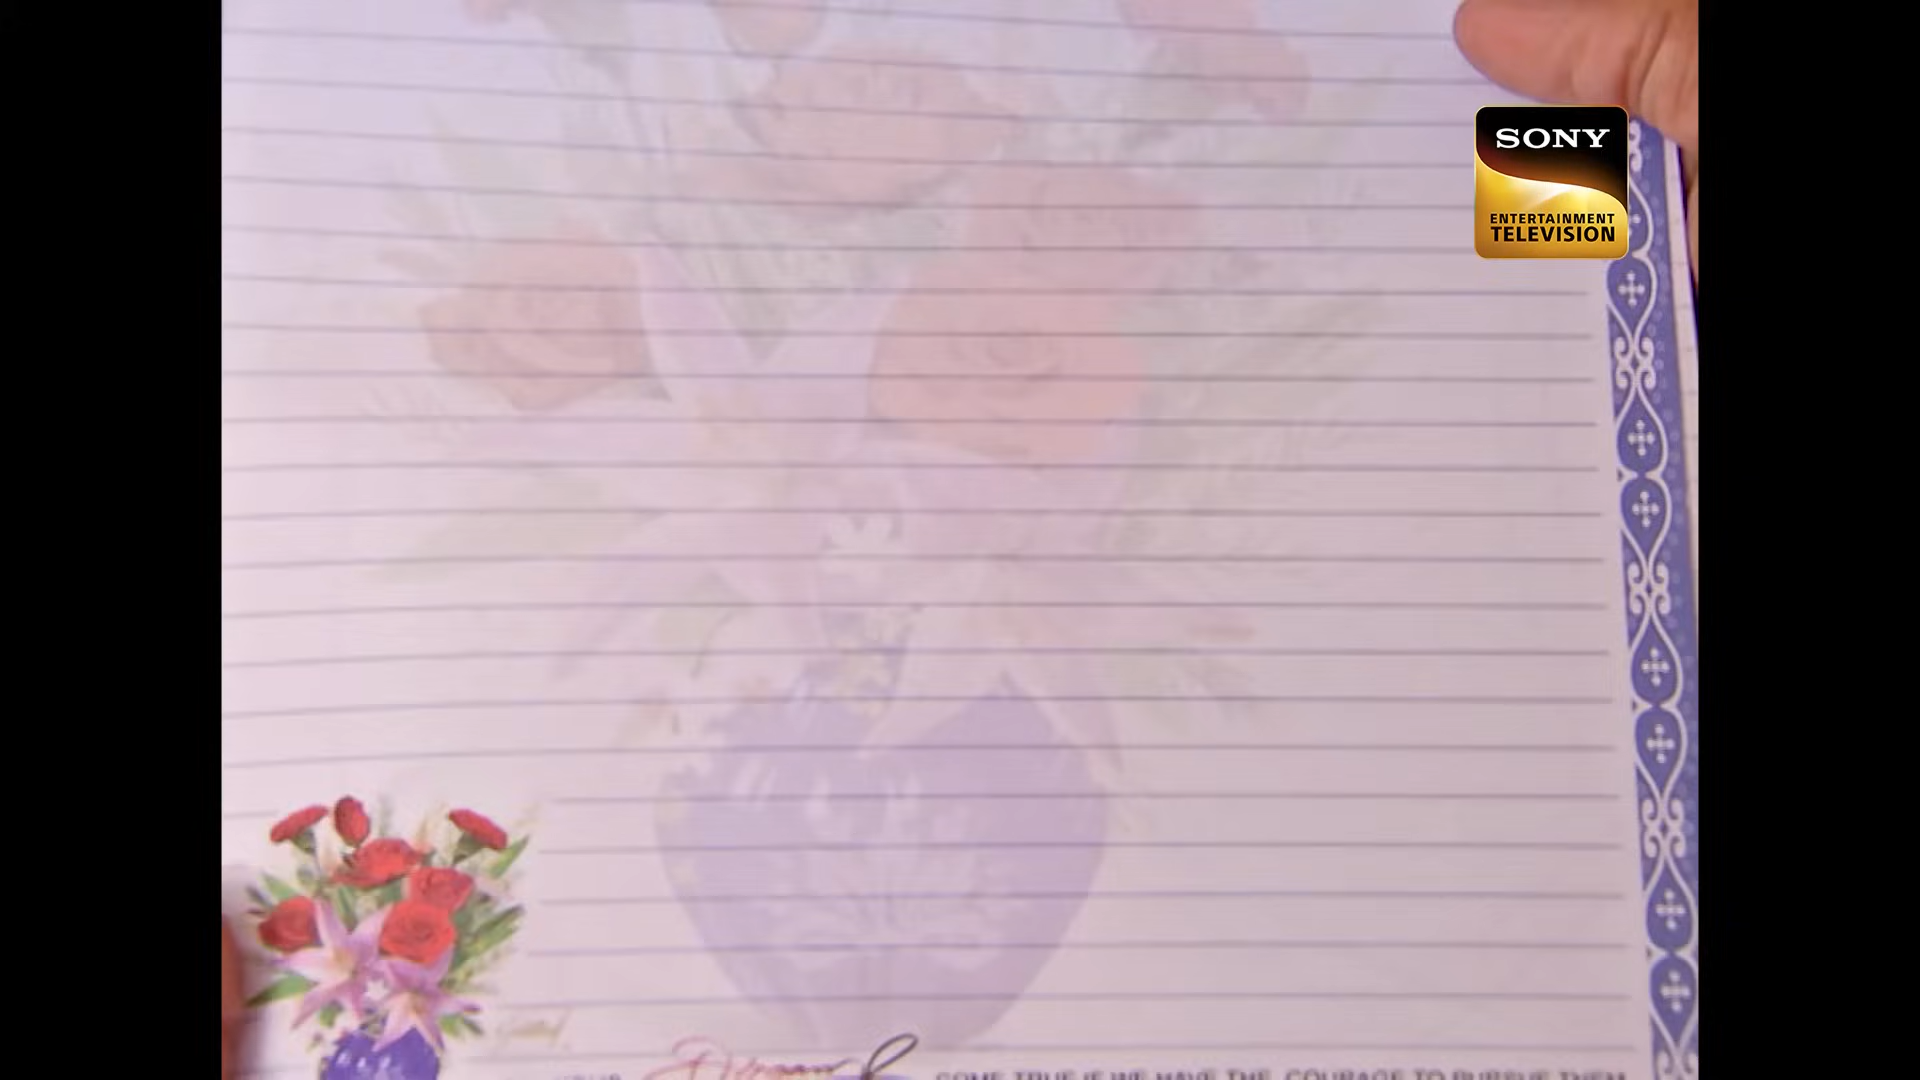 SONY
ENTERTAINMENT
TELEVISION
COME TRUE IF WE HAVE THE COURAGE TO PURSUE THEM